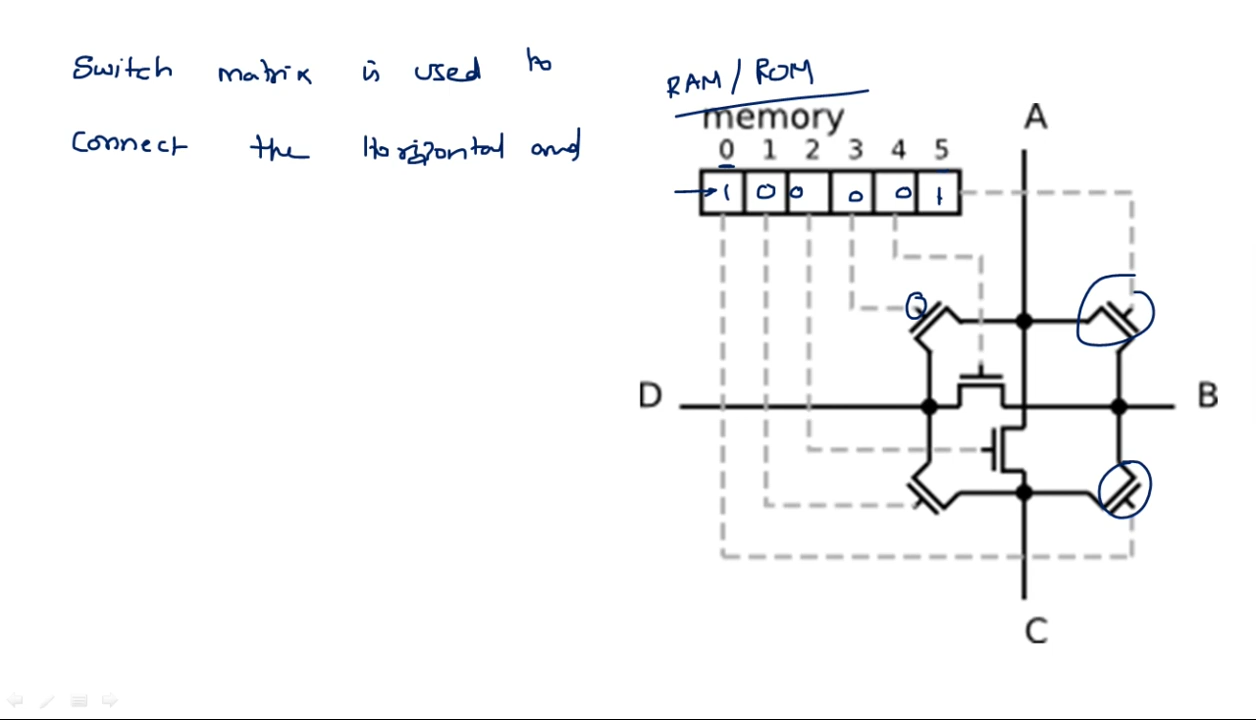 Switch matrix is used to
Connect the Horizontal and
RAM / ROM
memory
0 1 2 3 4 5
1 0 0 0 0 1
A
D
B
C